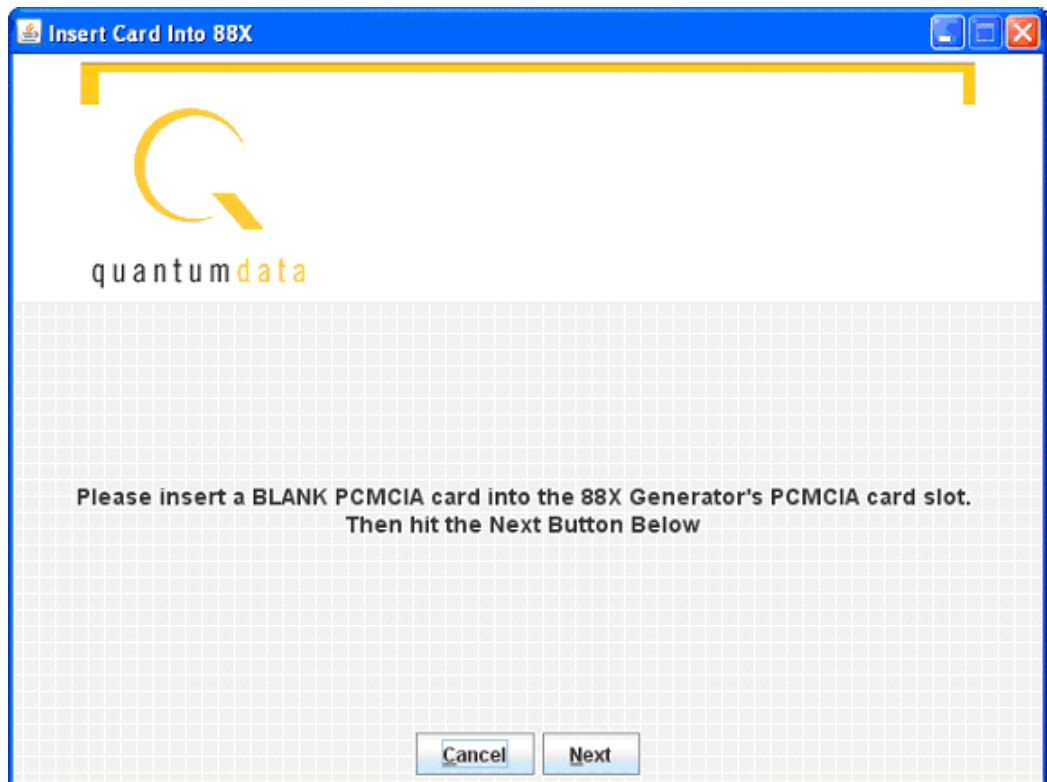 Insert Card Into 88X
quantumdata
Please insert a BLANK PCMCIA card into the 88X Generator's PCMCIA card slot.
Then hit the Next Button Below
Cancel Next